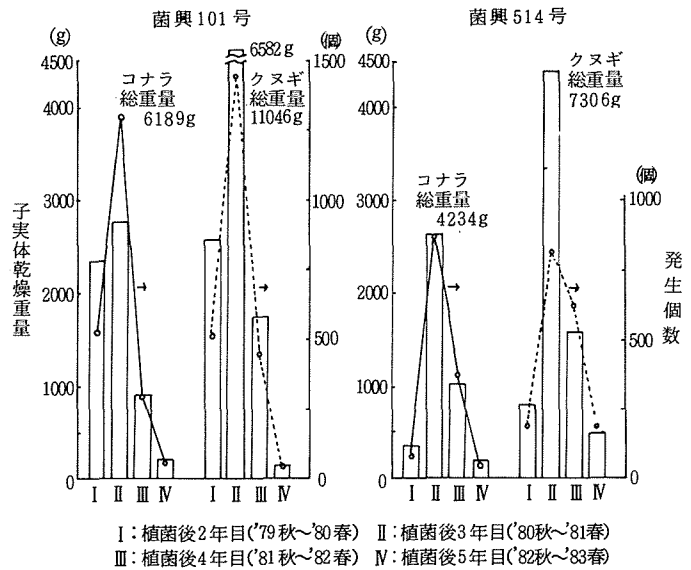 菌興101号
菌興514号
(g)
4500
4000
3000
2000
1000
0
コナラ
総重量
6189g
6582g
クヌギ
総重量
11046g
(個)
1500
1000
500
0
I II III IV
I II III IV
(g)
4500
4000
3000
2000
1000
0
コナラ
総重量
4234g
クヌギ
総重量
7306g
(個)
1000
500
0
I II III IV
I II III IV
子実体乾燥重量
発生個数
I:植菌後2年目('79秋~'80春) II:植菌後3年目('80秋~'81春)
III:植菌後4年目('81秋~'82春) IV:植菌後5年目('82秋~'83春)